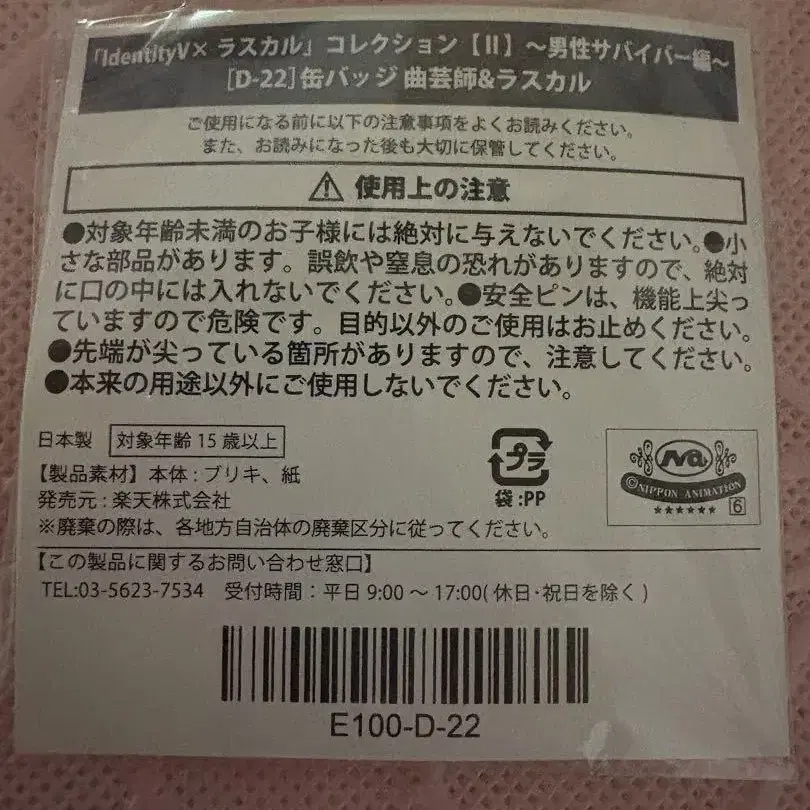 「IdentityV× ラスカル」コレクション【II】～男性サバイバー編～
[D-22]缶バッジ 曲芸師&ラスカル
ご使用になる前に以下の注意事項をよくお読みください。
また、お読みになった後も大切に保管してください。
⚠ 使用上の注意
●対象年齢未満のお子様には絶対に与えないでください。●小
さな部品があります。誤飲や窒息の恐れがありますので、絶対
に口の中には入れないでください。●安全ピンは、機能上尖っ
ていますので危険です。目的以外のご使用はお止めください。
●先端が尖っている箇所がありますので、注意してください。
●本来の用途以外にご使用しないでください。
日本製 対象年齢 15 歳以上
【製品素材】本体：ブリキ、紙
発売元：楽天株式会社
※廃棄の際は、各地方自治体の廃棄区分に従ってください。
プラ
袋:PP
na
©NIPPON ANIMATION
★★★★★★ 6
【この製品に関するお問い合わせ窓口】
TEL:03-5623-7534 受付時間：平日 9:00 ～ 17:00( 休日･祝日を除く )
E100-D-22